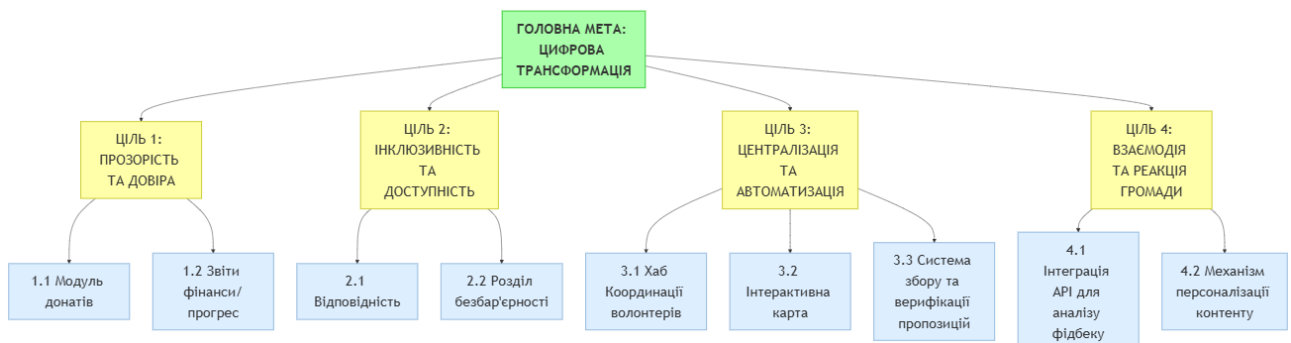 ГОЛОВНА МЕТА:
ЦИФРОВА
ТРАНСФОРМАЦІЯ
ЦІЛЬ 1:
ПРОЗОРІСТЬ
ТА ДОВІРА
ЦІЛЬ 2:
ІНКЛЮЗИВНІСТЬ
ТА
ДОСТУПНІСТЬ
ЦІЛЬ 3:
ЦЕНТРАЛІЗАЦІЯ
ТА
АВТОМАТИЗАЦІЯ
ЦІЛЬ 4:
ВЗАЄМОДІЯ
ТА РЕАКЦІЯ
ГРОМАДИ
1.1 Модуль
донатів
1.2 Звіти
фінанси/
прогрес
2.1
Відповідність
2.2 Розділ
безбар'єрності
3.1 Хаб
Координації
волонтерів
3.2
Інтерактивна
карта
3.3 Система
збору та
верифікації
пропозицій
4.1
Інтеграція
API для
аналізу
фідбеку
4.2 Механізм
персоналізації
контенту